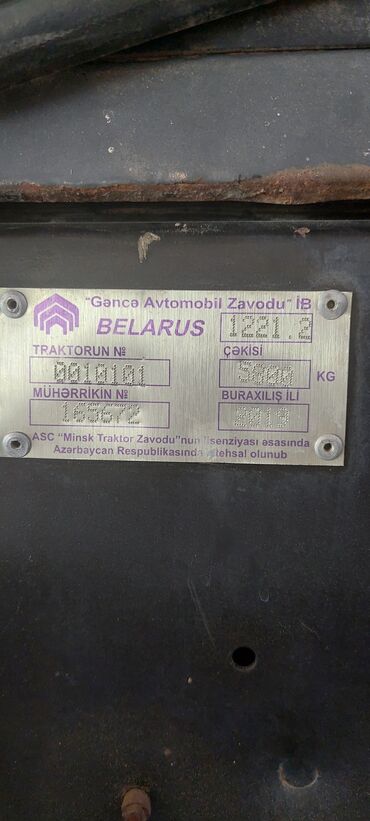 "Gəncə Avtomobil Zavodu" İB
BELARUS 1221.2
TRAKTORUN № ÇƏKİSİ
0010101 5800 KG
MÜHƏRRİKİN № BURAXILIŞ İLİ
165672 2019
ASC "Minsk Traktor Zavodu"nun lisenziyası əsasında
Azərbaycan Respublikasında istehsal olunub